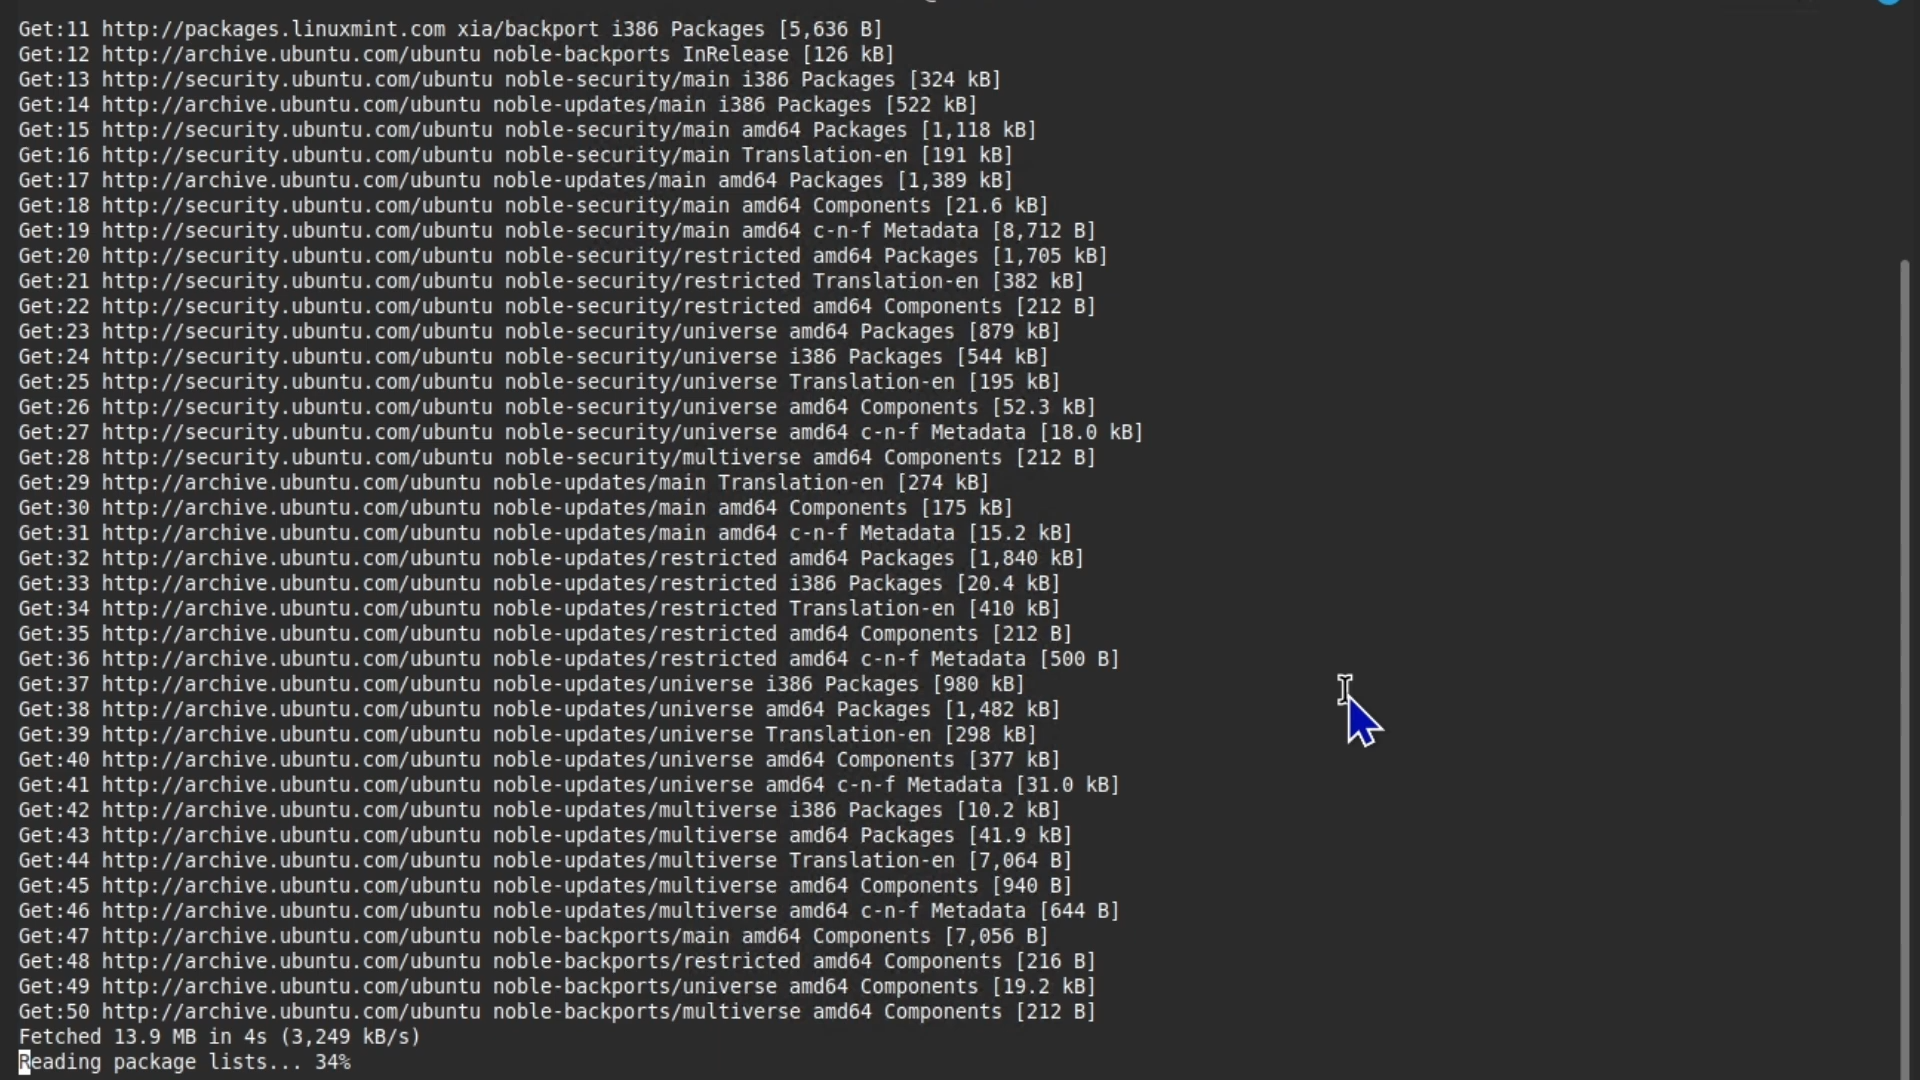 Get:11 http://packages.linuxmint.com xia/backport i386 Packages [5,636 B]
Get:12 http://archive.ubuntu.com/ubuntu noble-backports InRelease [126 kB]
Get:13 http://security.ubuntu.com/ubuntu noble-security/main i386 Packages [324 kB]
Get:14 http://archive.ubuntu.com/ubuntu noble-updates/main i386 Packages [522 kB]
Get:15 http://security.ubuntu.com/ubuntu noble-security/main amd64 Packages [1,118 kB]
Get:16 http://security.ubuntu.com/ubuntu noble-security/main Translation-en [191 kB]
Get:17 http://archive.ubuntu.com/ubuntu noble-updates/main amd64 Packages [1,389 kB]
Get:18 http://security.ubuntu.com/ubuntu noble-security/main amd64 Components [21.6 kB]
Get:19 http://security.ubuntu.com/ubuntu noble-security/main amd64 c-n-f Metadata [8,712 B]
Get:20 http://security.ubuntu.com/ubuntu noble-security/restricted amd64 Packages [1,705 kB]
Get:21 http://security.ubuntu.com/ubuntu noble-security/restricted Translation-en [382 kB]
Get:22 http://security.ubuntu.com/ubuntu noble-security/restricted amd64 Components [212 B]
Get:23 http://security.ubuntu.com/ubuntu noble-security/universe amd64 Packages [879 kB]
Get:24 http://security.ubuntu.com/ubuntu noble-security/universe i386 Packages [544 kB]
Get:25 http://security.ubuntu.com/ubuntu noble-security/universe Translation-en [195 kB]
Get:26 http://security.ubuntu.com/ubuntu noble-security/universe amd64 Components [52.3 kB]
Get:27 http://security.ubuntu.com/ubuntu noble-security/universe amd64 c-n-f Metadata [18.0 kB]
Get:28 http://security.ubuntu.com/ubuntu noble-security/multiverse amd64 Components [212 B]
Get:29 http://archive.ubuntu.com/ubuntu noble-updates/main Translation-en [274 kB]
Get:30 http://archive.ubuntu.com/ubuntu noble-updates/main amd64 Components [175 kB]
Get:31 http://archive.ubuntu.com/ubuntu noble-updates/main amd64 c-n-f Metadata [15.2 kB]
Get:32 http://archive.ubuntu.com/ubuntu noble-updates/restricted amd64 Packages [1,840 kB]
Get:33 http://archive.ubuntu.com/ubuntu noble-updates/restricted i386 Packages [20.4 kB]
Get:34 http://archive.ubuntu.com/ubuntu noble-updates/restricted Translation-en [410 kB]
Get:35 http://archive.ubuntu.com/ubuntu noble-updates/restricted amd64 Components [212 B]
Get:36 http://archive.ubuntu.com/ubuntu noble-updates/restricted amd64 c-n-f Metadata [500 B]
Get:37 http://archive.ubuntu.com/ubuntu noble-updates/universe i386 Packages [980 kB]
Get:38 http://archive.ubuntu.com/ubuntu noble-updates/universe amd64 Packages [1,482 kB]
Get:39 http://archive.ubuntu.com/ubuntu noble-updates/universe Translation-en [298 kB]
Get:40 http://archive.ubuntu.com/ubuntu noble-updates/universe amd64 Components [377 kB]
Get:41 http://archive.ubuntu.com/ubuntu noble-updates/universe amd64 c-n-f Metadata [31.0 kB]
Get:42 http://archive.ubuntu.com/ubuntu noble-updates/multiverse i386 Packages [10.2 kB]
Get:43 http://archive.ubuntu.com/ubuntu noble-updates/multiverse amd64 Packages [41.9 kB]
Get:44 http://archive.ubuntu.com/ubuntu noble-updates/multiverse Translation-en [7,064 B]
Get:45 http://archive.ubuntu.com/ubuntu noble-updates/multiverse amd64 Components [940 B]
Get:46 http://archive.ubuntu.com/ubuntu noble-updates/multiverse amd64 c-n-f Metadata [644 B]
Get:47 http://archive.ubuntu.com/ubuntu noble-backports/main amd64 Components [7,056 B]
Get:48 http://archive.ubuntu.com/ubuntu noble-backports/restricted amd64 Components [216 B]
Get:49 http://archive.ubuntu.com/ubuntu noble-backports/universe amd64 Components [19.2 kB]
Get:50 http://archive.ubuntu.com/ubuntu noble-backports/multiverse amd64 Components [212 B]
Fetched 13.9 MB in 4s (3,249 kB/s)
Reading package lists... 34%